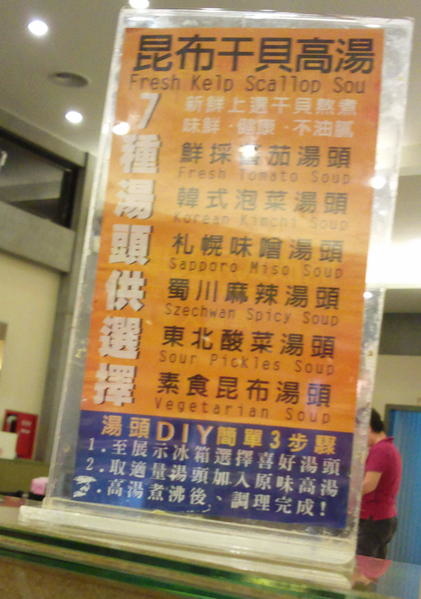 昆布干貝高湯
Fresh Kelp Scallop Sou
新鮮上選干貝熬煮
味鮮·健康·不油膩
7種湯頭供選擇
鮮採番茄湯頭
Fresh Tomato Soup
韓式泡菜湯頭
Korean Kimchi Soup
札幌味噌湯頭
Sapporo Miso Soup
蜀川麻辣湯頭
Szechwan Spicy Soup
東北酸菜湯頭
Sour Pickles Soup
素食昆布湯頭
Vegetarian Soup
湯頭DIY簡單3步驟
1.至展示冰箱選擇喜好湯頭
2.取適量湯頭加入原味高湯
3.高湯煮沸後、調理完成!